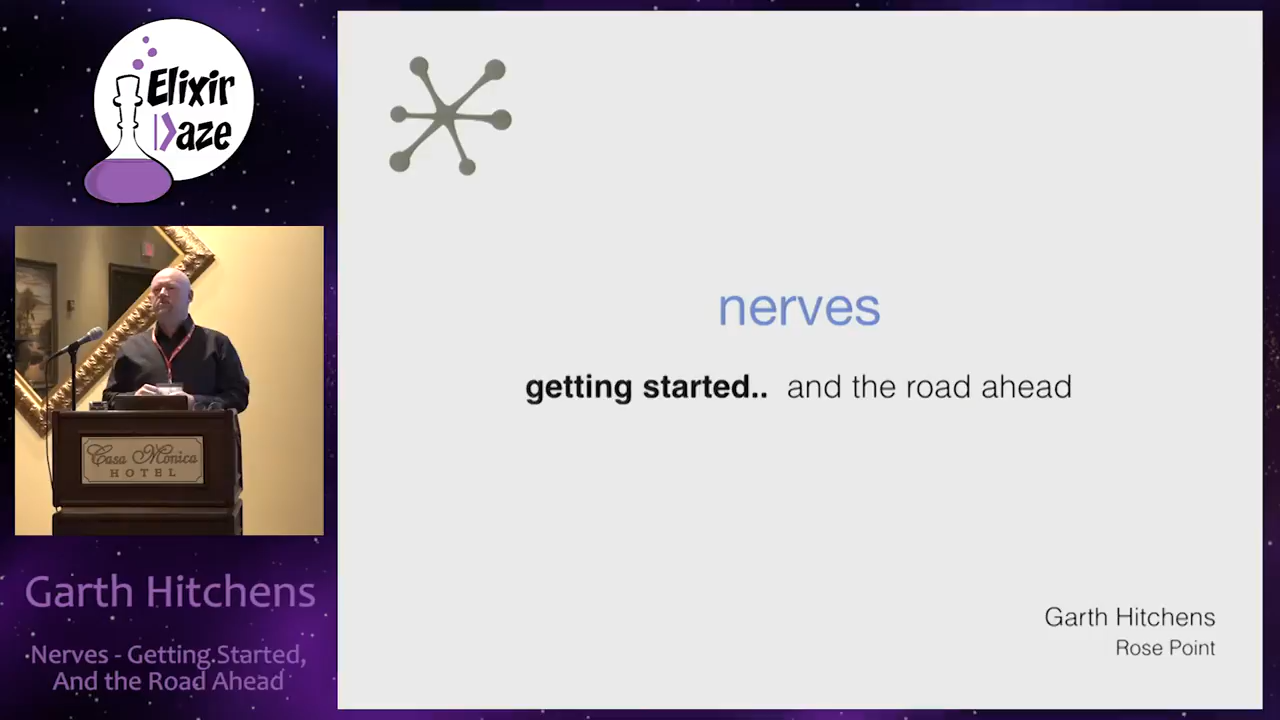 Elixir
|>aze
Casa Monica
HOTEL
Garth Hitchens
Nerves - Getting Started,
And the Road Ahead
nerves
getting started.. and the road ahead
Garth Hitchens
Rose Point